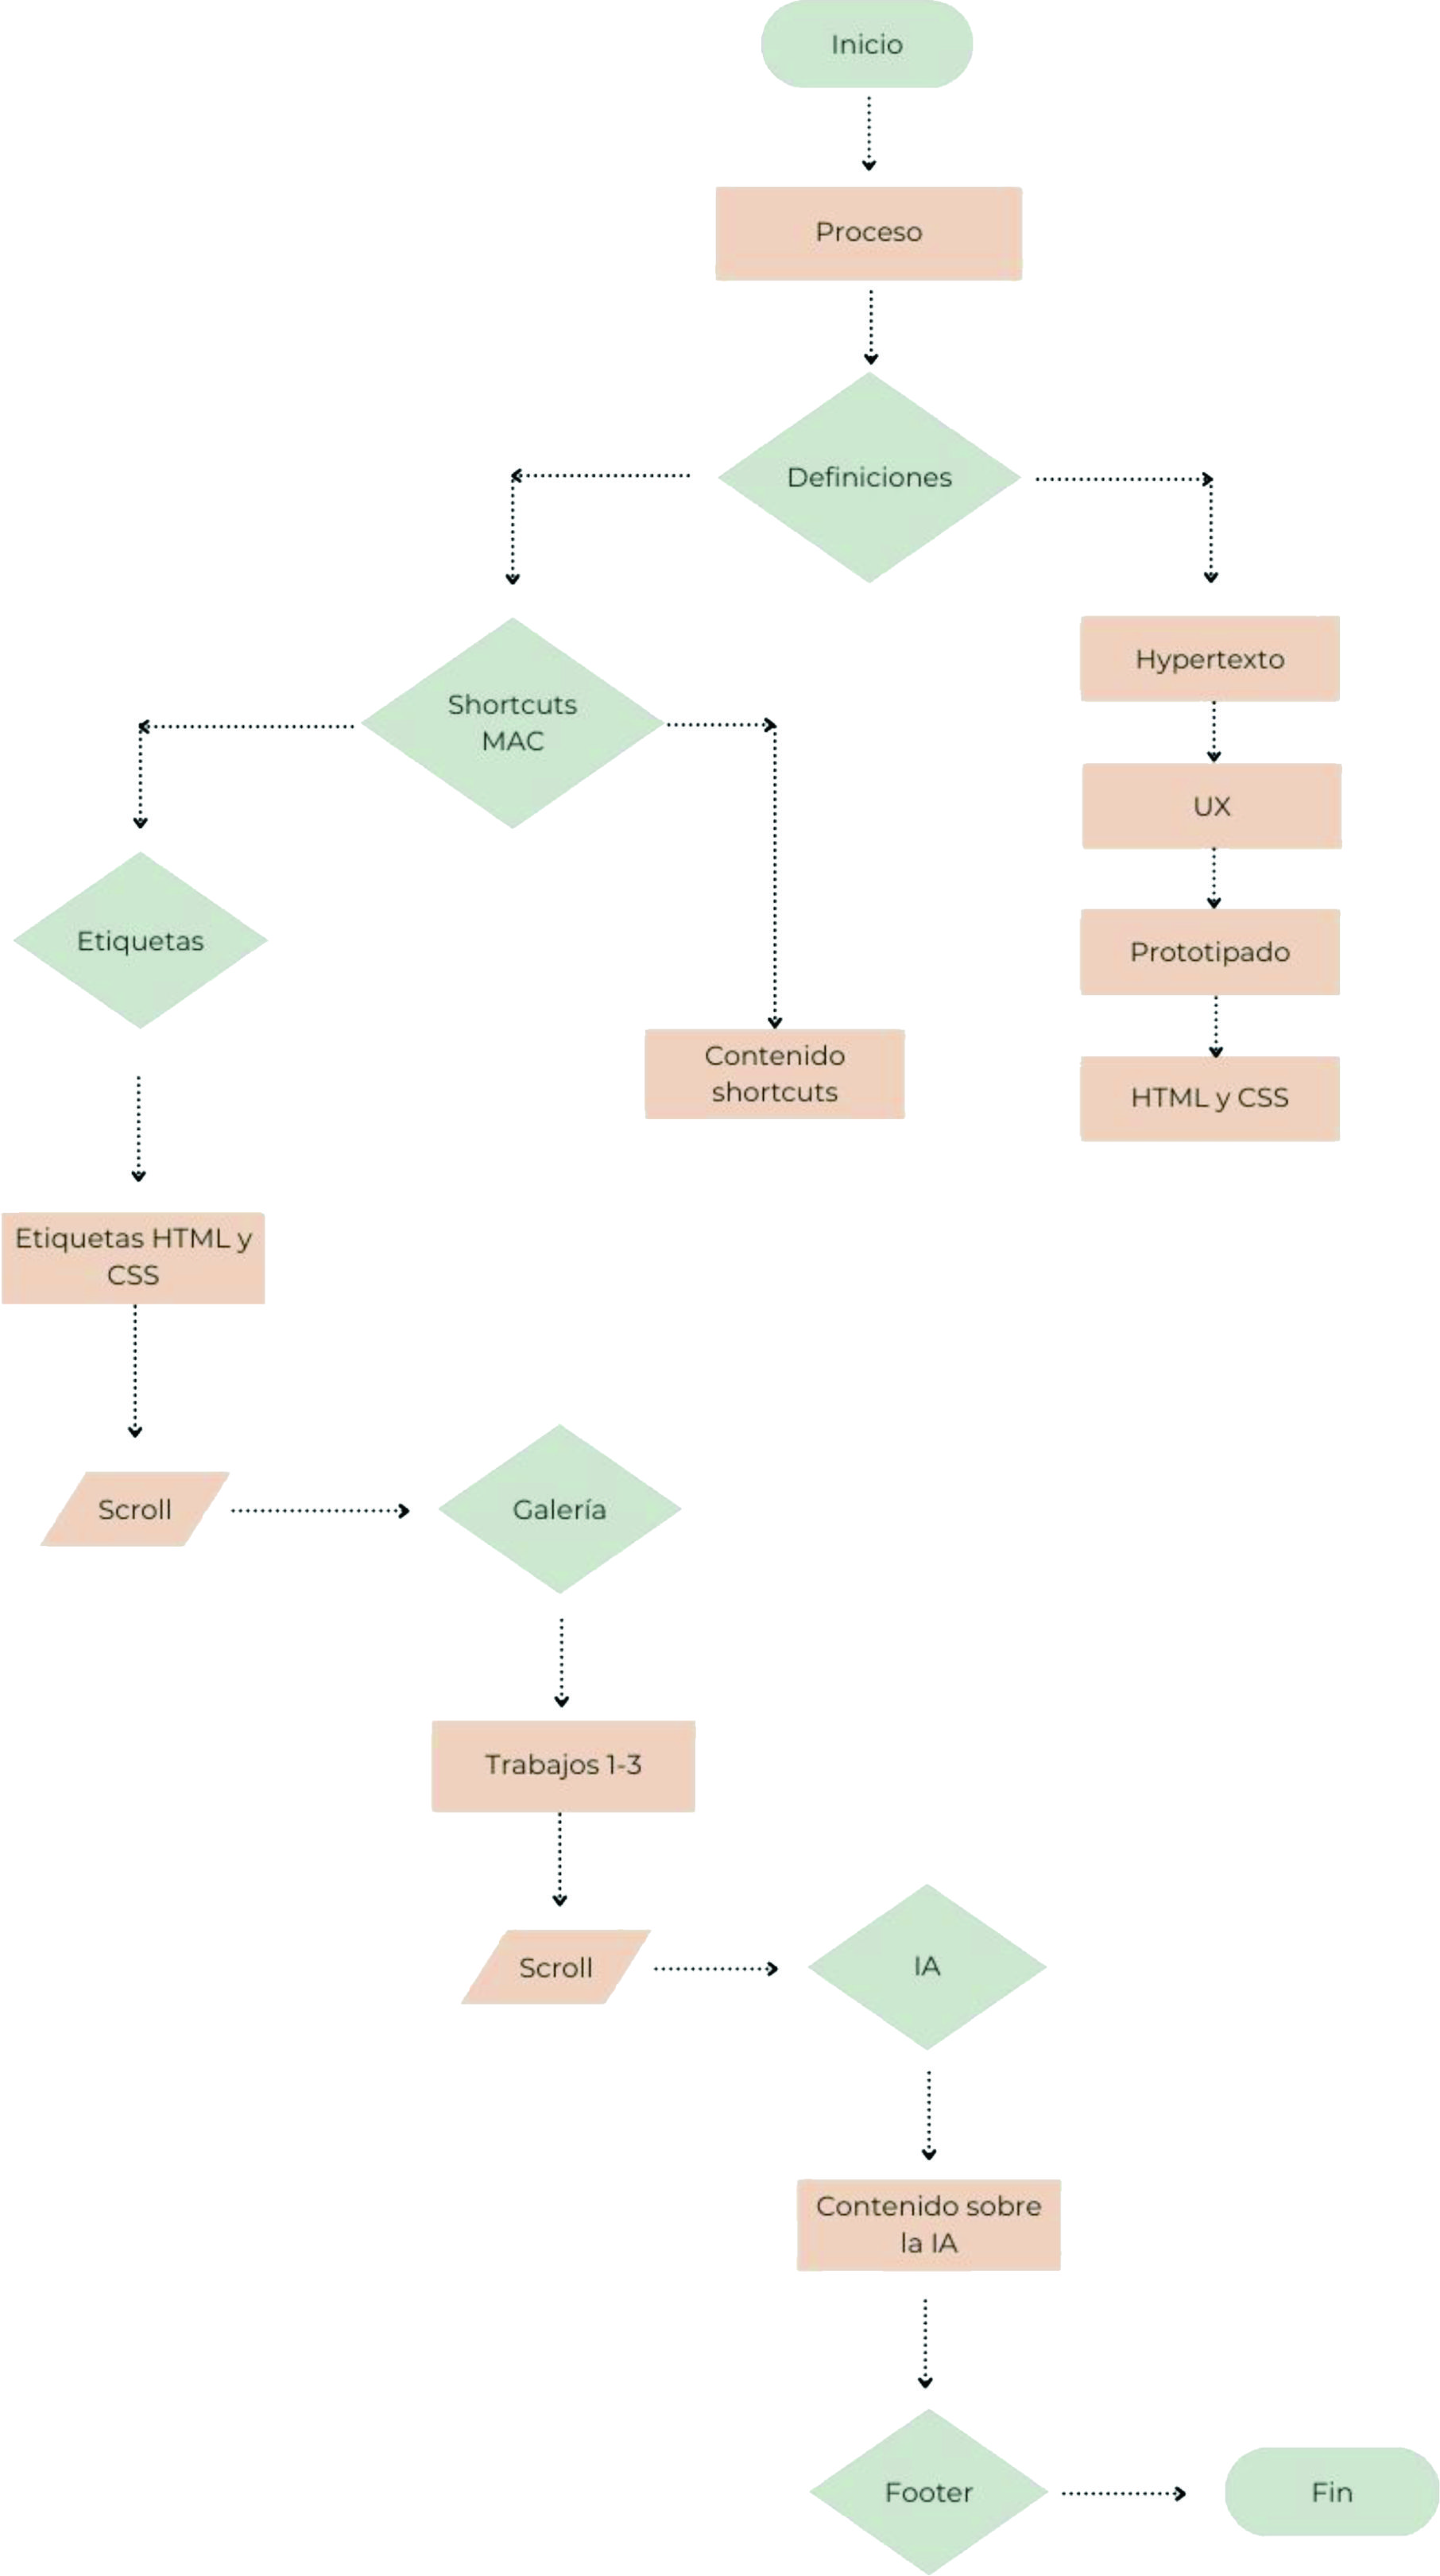 Inicio
Proceso
Definiciones
Shortcuts
MAC
Hypertexto
UX
Prototipado
HTML y CSS
Etiquetas
Contenido
shortcuts
Etiquetas HTML y
CSS
Scroll
Galería
Trabajos 1-3
Scroll
IA
Contenido sobre
la IA
Footer
Fin